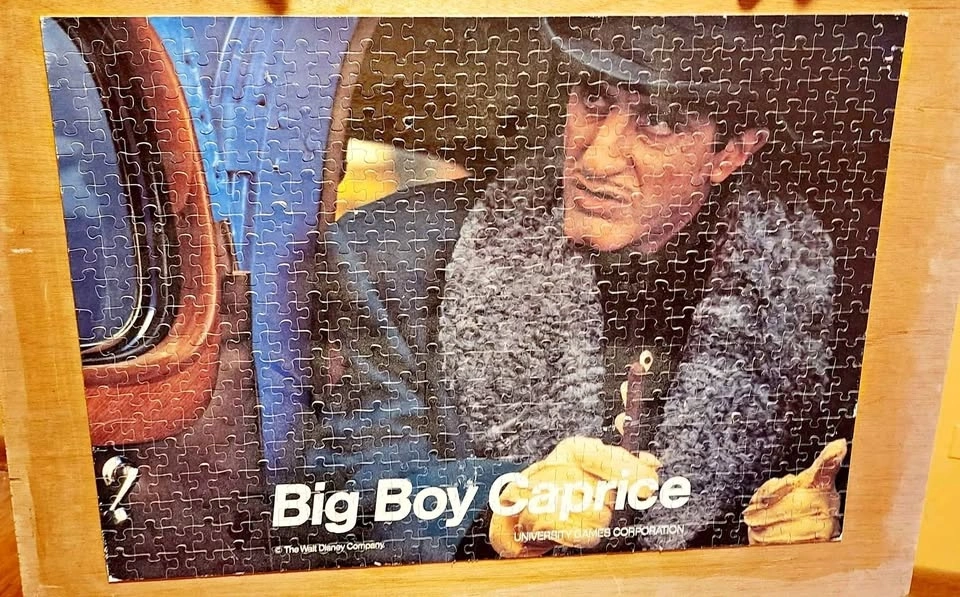 Big Boy Caprice
UNIVERSITY GAMES CORPORATION
© The Walt Disney Company